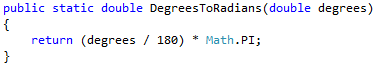 public static double DegreesToRadians(double degrees)
{
    return (degrees / 180) * Math.PI;
}